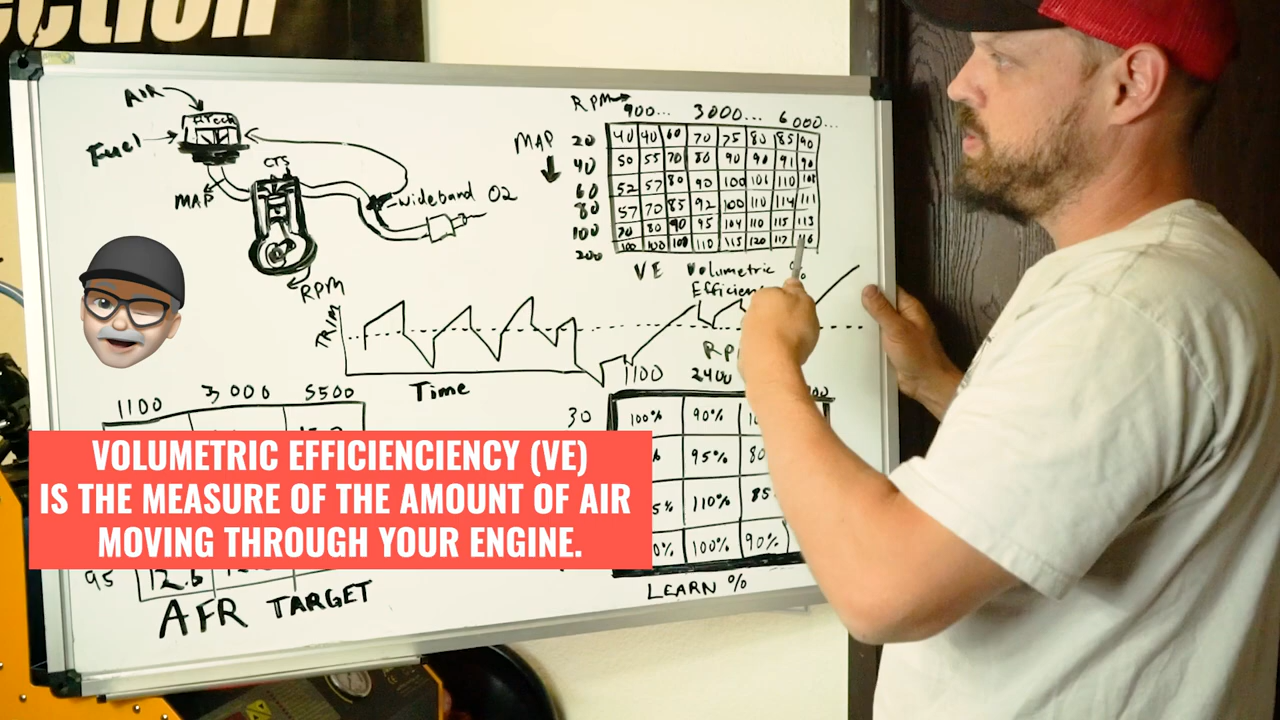 ection
AIR
Fuel
MAP
CTS
Wideband O2
RPM
RPM
900... 3000... 6000...
MAP
20 40 40 60 70 75 80 85 90
40 50 55 70 80 90 90 91 90
60 52 57 80 90 100 106 110 108
80 57 70 85 92 100 110 114 111
100 70 80 90 95 104 110 115 113
200 100 100 100 110 115 120 117
VE Volumetric %
TRIM
Time
1100 3000 5500
1100 2400
30 100% 90%
95% 80
110% 85
100% 90%
LEARN %
VOLUMETRIC EFFICIENCIENCY (VE)
IS THE MEASURE OF THE AMOUNT OF AIR
MOVING THROUGH YOUR ENGINE.
95 12.6
AFR TARGET